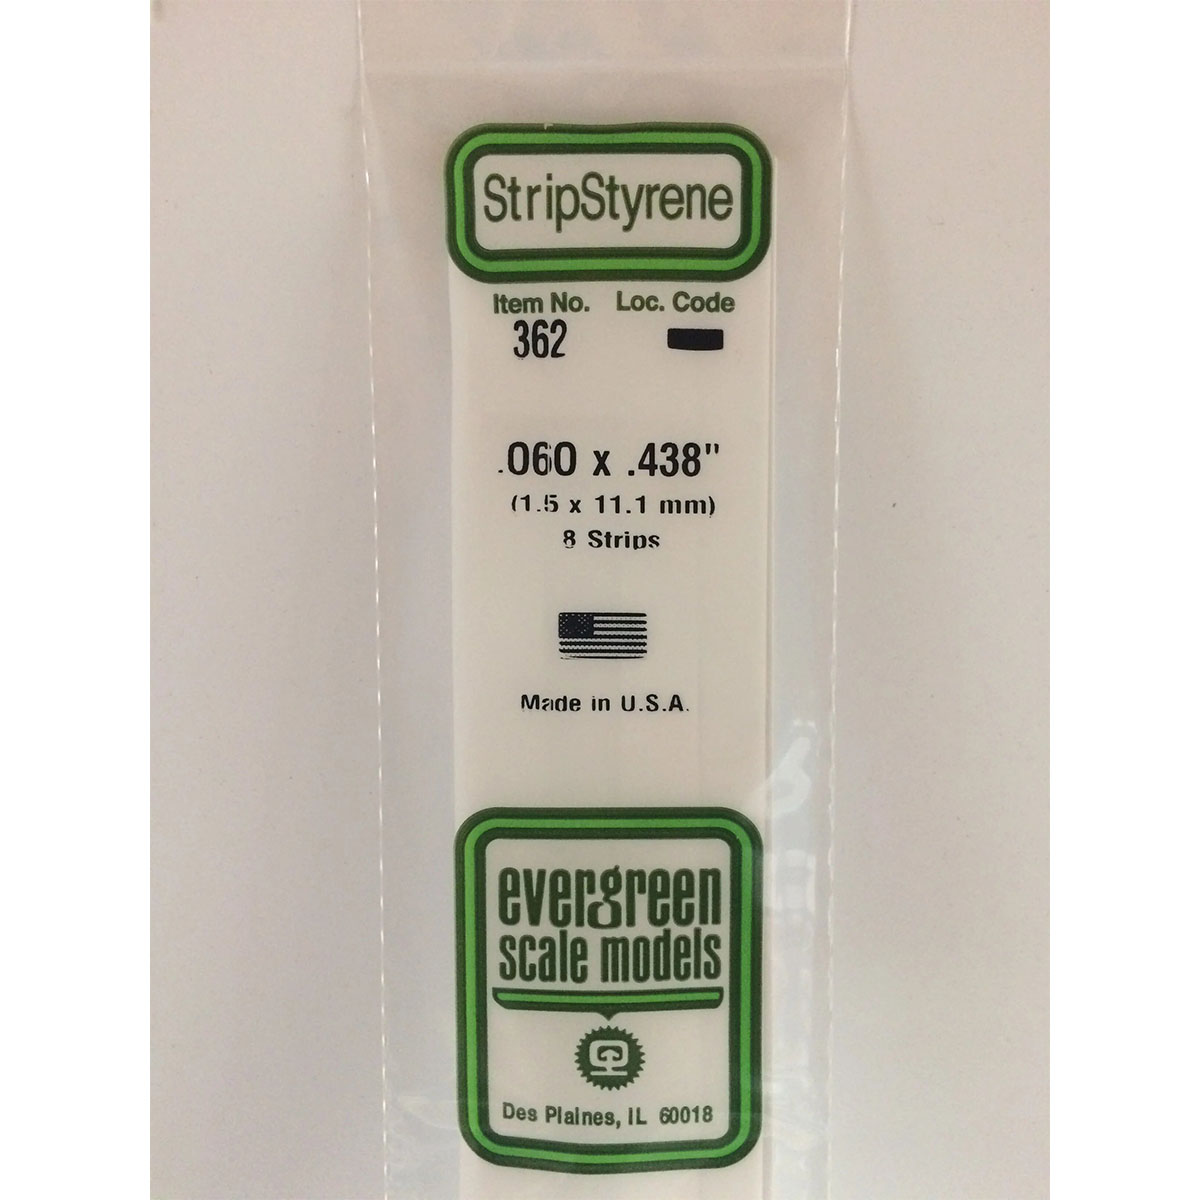 StripStyrene
Item No. Loc. Code
362
.060 x .438"
(1.5 x 11.1 mm)
8 Strips
Made in U.S.A.
evergreen
scale models
Des Plaines, IL 60018